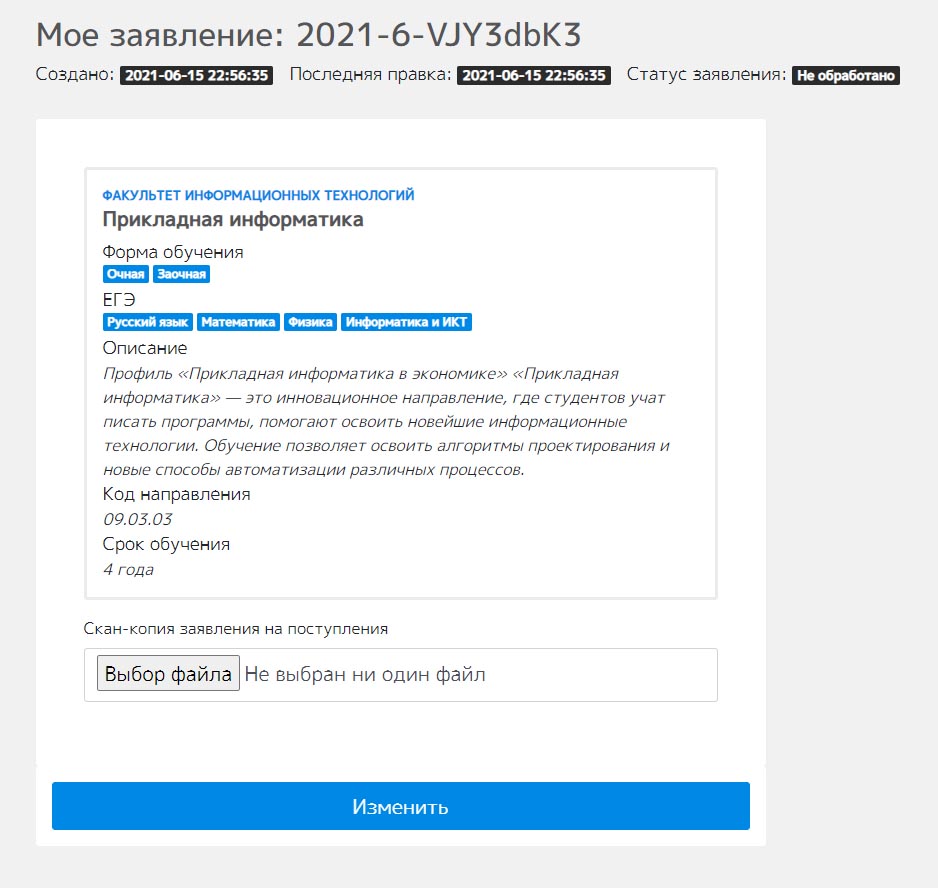 Мое заявление: 2021-6-VJY3dbK3
Создано: 2021-06-15 22:56:35 Последняя правка: 2021-06-15 22:56:35 Статус заявления: Не обработано
ФАКУЛЬТЕТ ИНФОРМАЦИОННЫХ ТЕХНОЛОГИЙ
Прикладная информатика
Форма обучения
Очная Заочная
ЕГЭ
Русский язык Математика Физика Информатика и ИКТ
Описание
Профиль «Прикладная информатика в экономике» «Прикладная
информатика» — это инновационное направление, где студентов учат
писать программы, помогают освоить новейшие информационные
технологии. Обучение позволяет освоить алгоритмы проектирования и
новые способы автоматизации различных процессов.
Код направления
09.03.03
Срок обучения
4 года
Скан-копия заявления на поступления
Выбор файла Не выбран ни один файл
Изменить